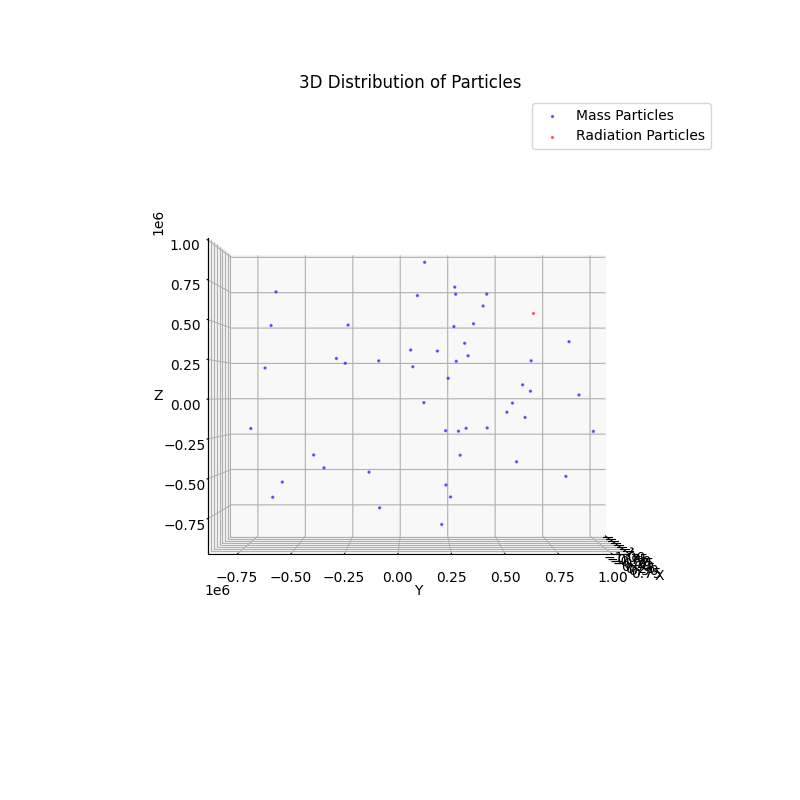 3D Distribution of Particles
Mass Particles
Radiation Particles
1e6
1.00
0.75
0.50
0.25
Z
0.00
−0.25
−0.50
−0.75
−0.75 −0.50 −0.25 0.00 0.25 0.50 0.75 1.00
X
1e6
Y